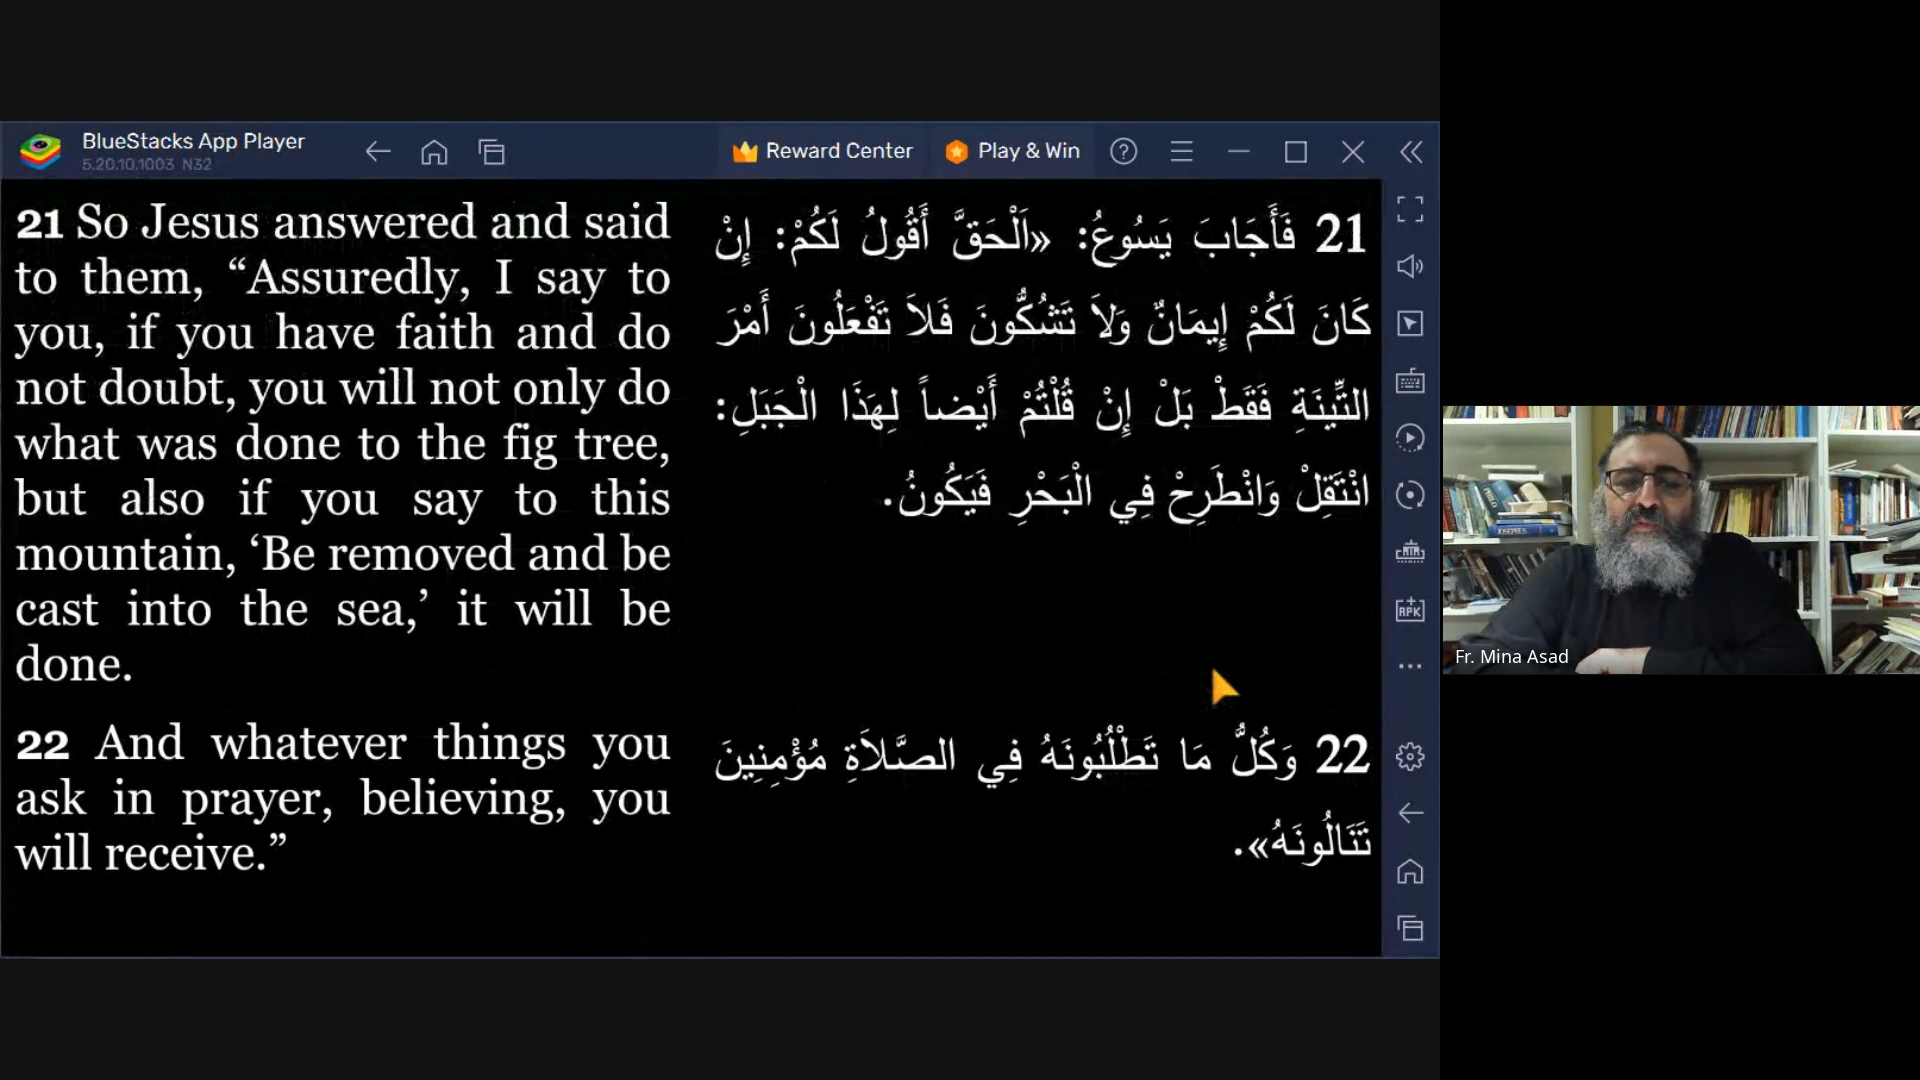 BlueStacks App Player
5.20.10.1003 N32
Reward Center
Play & Win
21 So Jesus answered and said
to them, “Assuredly, I say to
you, if you have faith and do
not doubt, you will not only do
what was done to the fig tree,
but also if you say to this
mountain, ‘Be removed and be
cast into the sea,’ it will be
done.
22 And whatever things you
ask in prayer, believing, you
will receive.”
21 فَأَجَابَ يَسُوعُ: «اَلْحَقَّ أَقُولُ لَكُمْ: إِنْ
كَانَ لَكُمْ إِيمَانٌ وَلاَ تَشُكُّونَ فَلاَ تَفْعَلُونَ أَمْرَ
التِّينَةِ فَقَطْ بَلْ إِنْ قُلْتُمْ أَيْضاً لِهَذَا الْجَبَلِ:
انْتَقِلْ وَانْطَرِحْ فِي الْبَحْرِ فَيَكُونُ.
22 وَكُلُّ مَا تَطْلُبُونَهُ فِي الصَّلاَةِ مُؤْمِنِينَ
تَنَالُونَهُ».
Fr. Mina Asad